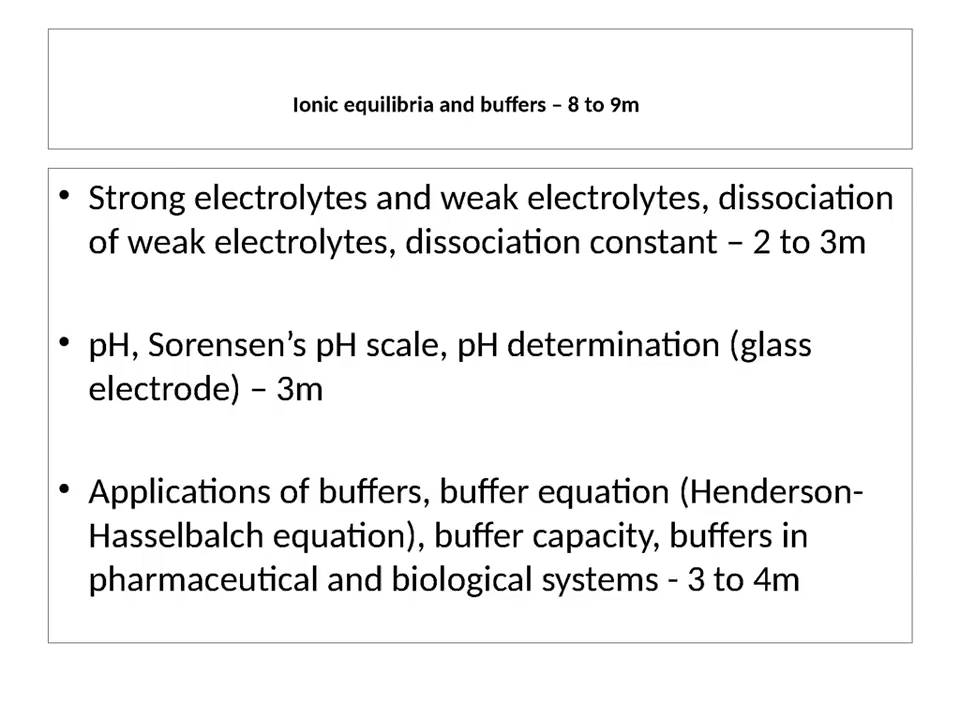 Ionic equilibria and buffers – 8 to 9m
• Strong electrolytes and weak electrolytes, dissociation
of weak electrolytes, dissociation constant – 2 to 3m
• pH, Sorensen’s pH scale, pH determination (glass
electrode) – 3m
• Applications of buffers, buffer equation (Henderson-
Hasselbalch equation), buffer capacity, buffers in
pharmaceutical and biological systems - 3 to 4m